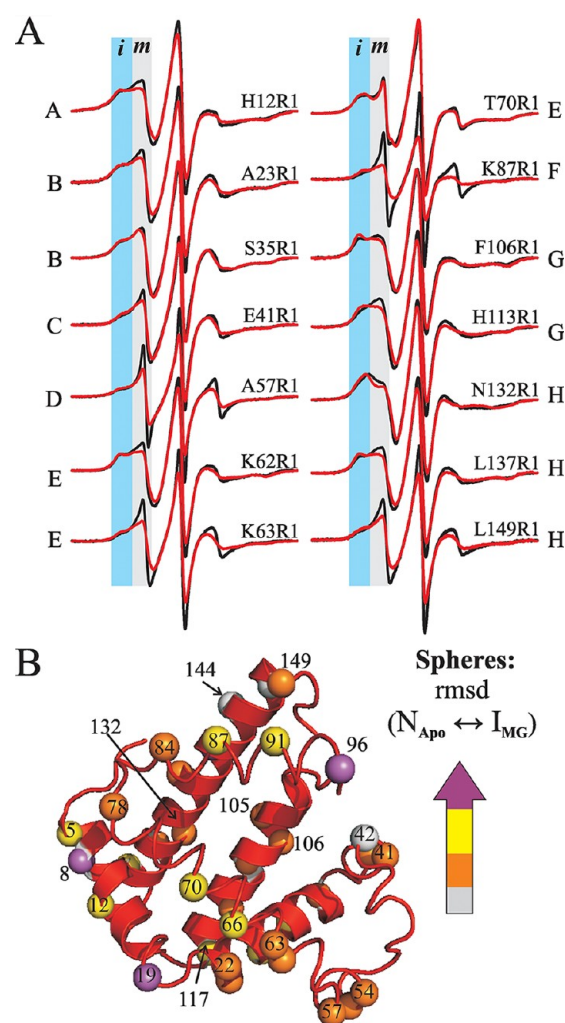 A
i m i m
A H12R1 T70R1 E
B A23R1 K87R1 F
B S35R1 F106R1 G
C E41R1 H113R1 G
D A57R1 N132R1 H
E K62R1 L137R1 H
E K63R1 L149R1 H
B
Spheres:
rmsd
(N_Apo ↔ I_MG)
144 149
132
84 87 91 96
78 105
5 106 42
8 41
70
12 66
63
19 22 54
117 57